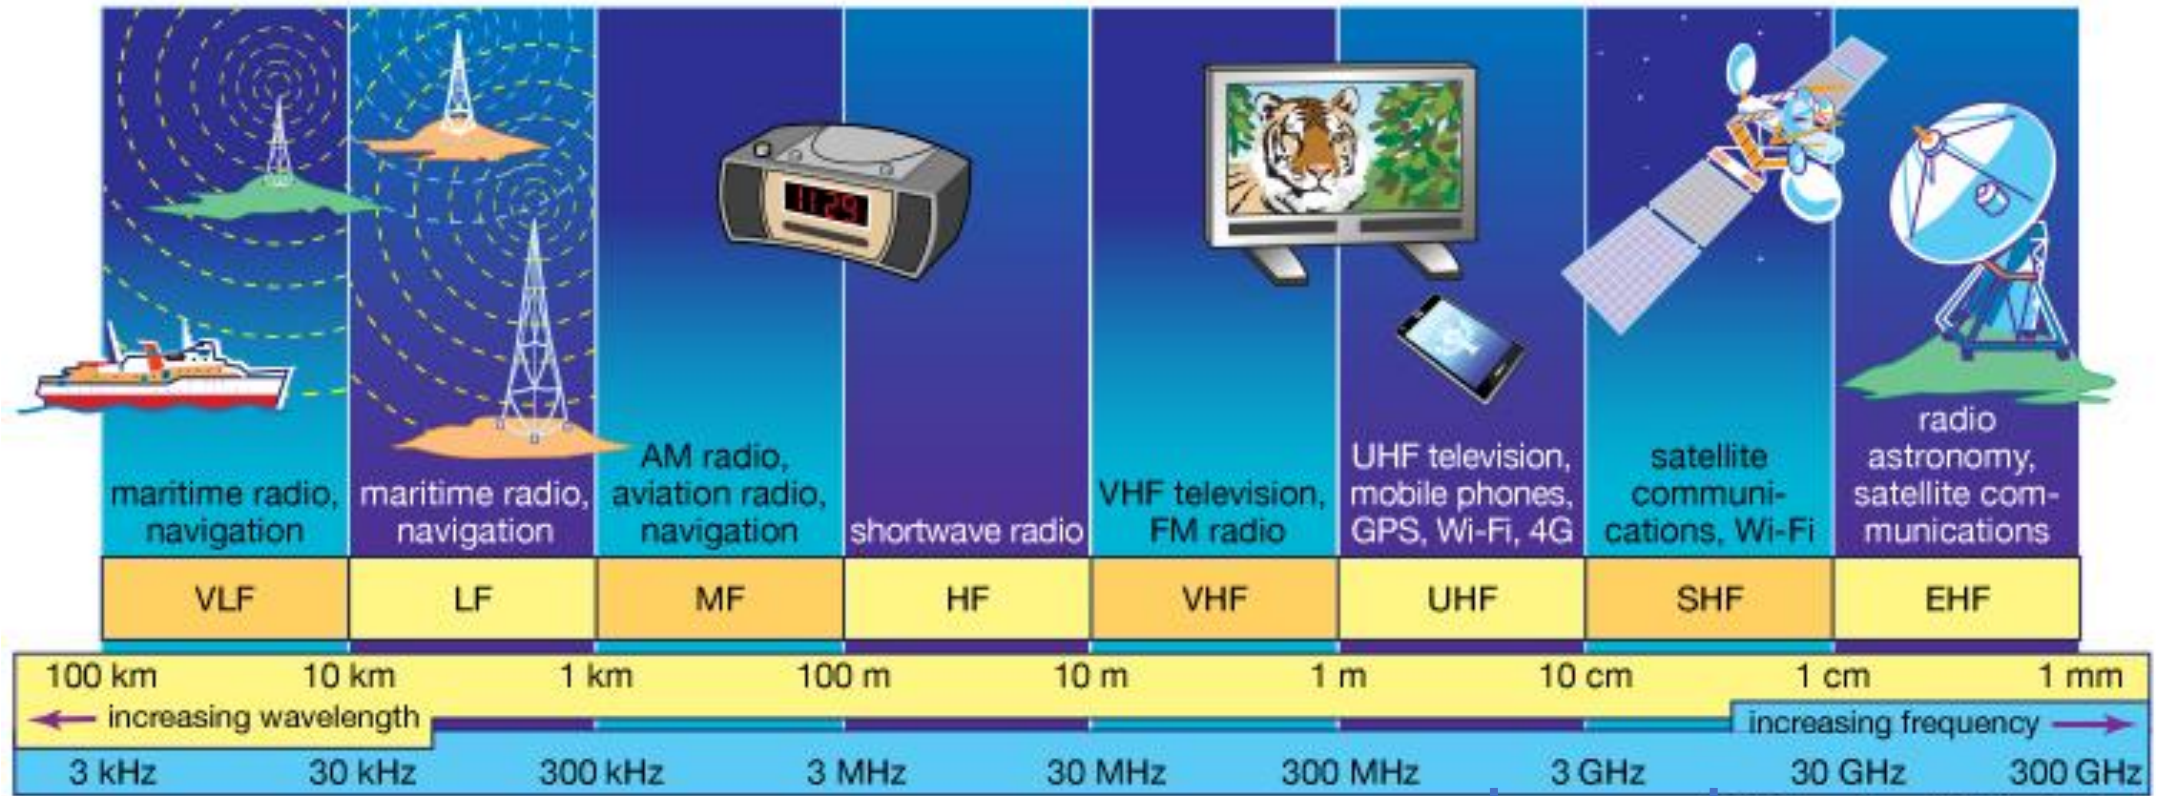 11:29
maritime radio,
navigation
maritime radio,
navigation
AM radio,
aviation radio,
navigation
shortwave radio
VHF television,
FM radio
UHF television,
mobile phones,
GPS, Wi-Fi, 4G
satellite
communi-
cations, Wi-Fi
radio
astronomy,
satellite com-
munications
VLF LF MF HF VHF UHF SHF EHF
100 km 10 km 1 km 100 m 10 m 1 m 10 cm 1 cm 1 mm
increasing wavelength
increasing frequency
3 kHz 30 kHz 300 kHz 3 MHz 30 MHz 300 MHz 3 GHz 30 GHz 300 GHz